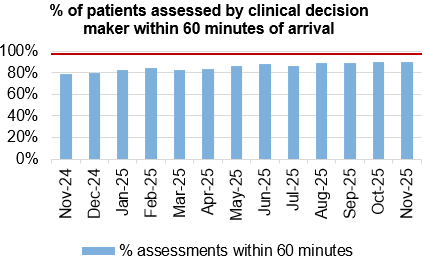 % of patients assessed by clinical decision
maker within 60 minutes of arrival
100%
80%
60%
40%
20%
0%
Nov-24
Dec-24
Jan-25
Feb-25
Mar-25
Apr-25
May-25
Jun-25
Jul-25
Aug-25
Sep-25
Oct-25
Nov-25
% assessments within 60 minutes